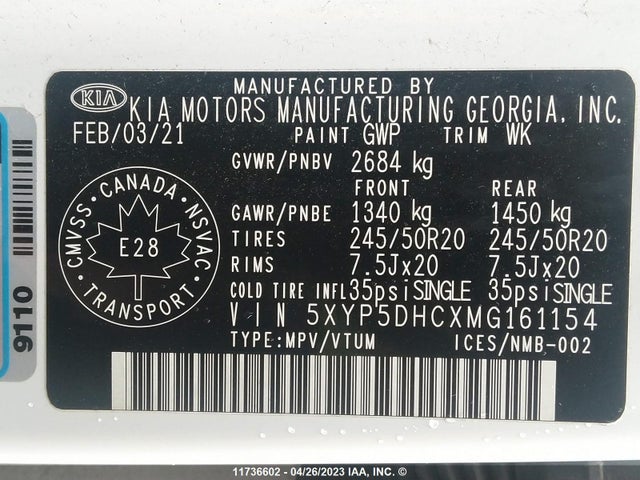 MANUFACTURED BY
KIA KIA MOTORS MANUFACTURING GEORGIA, INC.
FEB/03/21 PAINT GWP TRIM WK
GVWR/PNBV 2684 kg
FRONT REAR
GAWR/PNBE 1340 kg 1450 kg
TIRES 245/50R20 245/50R20
RIMS 7.5Jx20 7.5Jx20
COLD TIRE INFL 35psi SINGLE 35psi SINGLE
VIN 5XYP5DHCXMG161154
TYPE:MPV/VTUM ICES/NMB-002
CMVSS • CANADA • NSVAC
E28
TRANSPORT
9110
11736602 - 04/26/2023 IAA, INC. ©